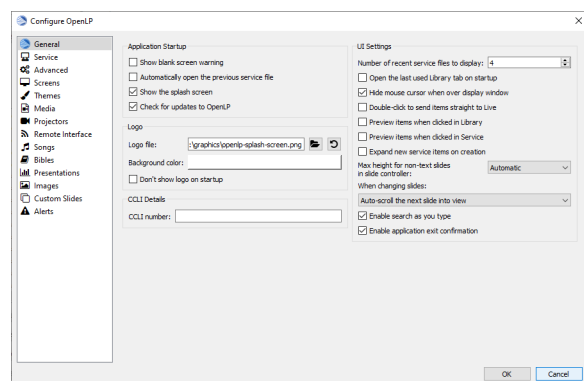 Configure OpenLP
General
Service
Advanced
Screens
Themes
Media
Projectors
Remote Interface
Songs
Bibles
Presentations
Images
Custom Slides
Alerts
Application Startup
Show blank screen warning
Automatically open the previous service file
Show the splash screen
Check for updates to OpenLP
Logo
Logo file: :\graphics\openlp-splash-screen.png
Background color:
Don't show logo on startup
CCLI Details
CCLI number:
UI Settings
Number of recent service files to display: 4
Open the last used Library tab on startup
Hide mouse cursor when over display window
Double-click to send items straight to Live
Preview items when clicked in Library
Preview items when clicked in Service
Expand new service items on creation
Max height for non-text slides
in slide controller: Automatic
When changing slides:
Auto-scroll the next slide into view
Enable search as you type
Enable application exit confirmation
OK Cancel